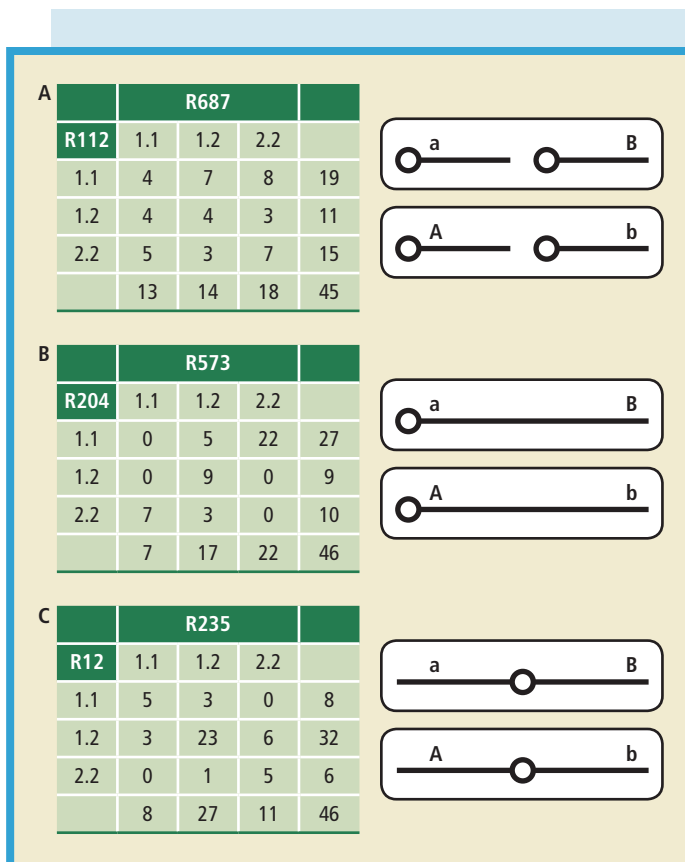 A
R687
R112 1.1 1.2 2.2
1.1 4 7 8 19
1.2 4 4 3 11
2.2 5 3 7 15
13 14 18 45
a B
A b
B
R573
R204 1.1 1.2 2.2
1.1 0 5 22 27
1.2 0 9 0 9
2.2 7 3 0 10
7 17 22 46
a B
A b
C
R235
R12 1.1 1.2 2.2
1.1 5 3 0 8
1.2 3 23 6 32
2.2 0 1 5 6
8 27 11 46
a B
A b